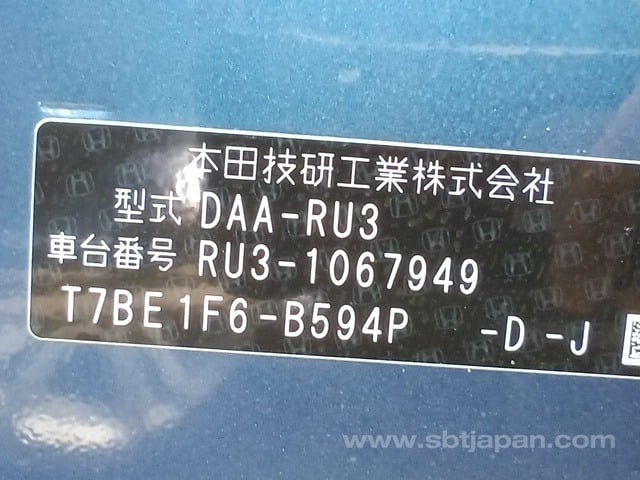 本田技研工業株式会社
型式 DAA-RU3
車台番号 RU3-1067949
T7BE1F6-B594P -D-J
www.sbtjapan.com